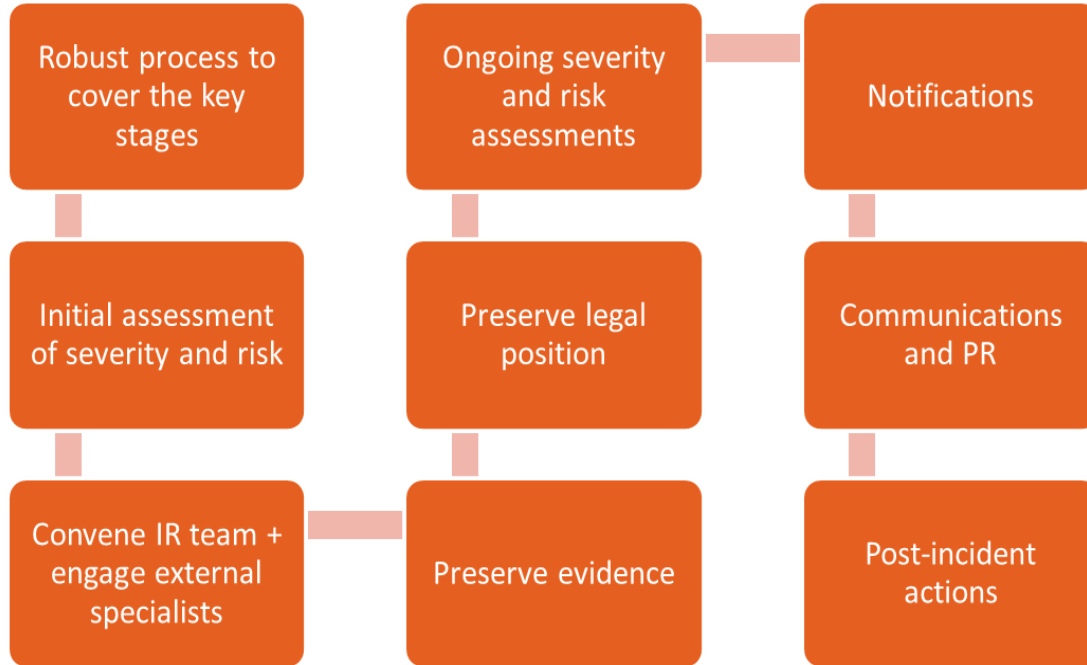 Robust process to
cover the key
stages
Initial assessment
of severity and risk
Convene IR team +
engage external
specialists
Preserve evidence
Preserve legal
position
Ongoing severity
and risk
assessments
Notifications
Communications
and PR
Post-incident
actions